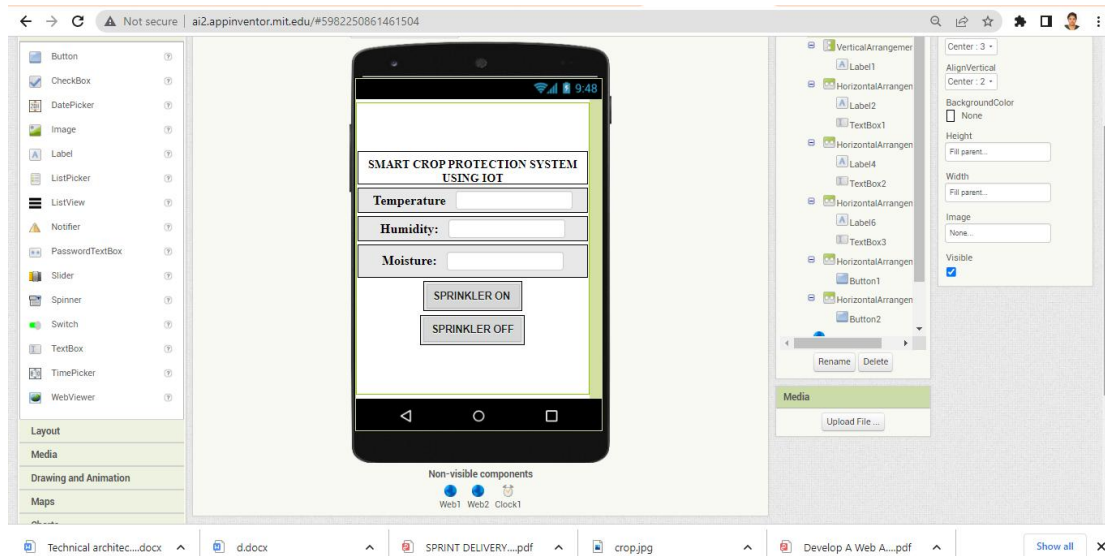 Not secure | ai2.appinventor.mit.edu/#5982250861461504
Button
CheckBox
DatePicker
Image
Label
ListPicker
ListView
Notifier
PasswordTextBox
Slider
Spinner
Switch
TextBox
TimePicker
WebViewer
Layout
Media
Drawing and Animation
Maps
9:48
SMART CROP PROTECTION SYSTEM
USING IOT
Temperature
Humidity:
Moisture:
SPRINKLER ON
SPRINKLER OFF
Non-visible components
Web1 Web2 Clock1
VerticalArrangemer
Label1
HorizontalArrangen
Label2
TextBox1
HorizontalArrangen
Label4
TextBox2
HorizontalArrangen
Label6
TextBox3
HorizontalArrangen
Button1
HorizontalArrangen
Button2
Rename Delete
Media
Upload File ...
Center : 3
AlignVertical
Center : 2
BackgroundColor
None
Height
Fill parent...
Width
Fill parent...
Image
None...
Visible
Technical architec....docx
d.docx
SPRINT DELIVERY....pdf
crop.jpg
Develop A Web A....pdf
Show all